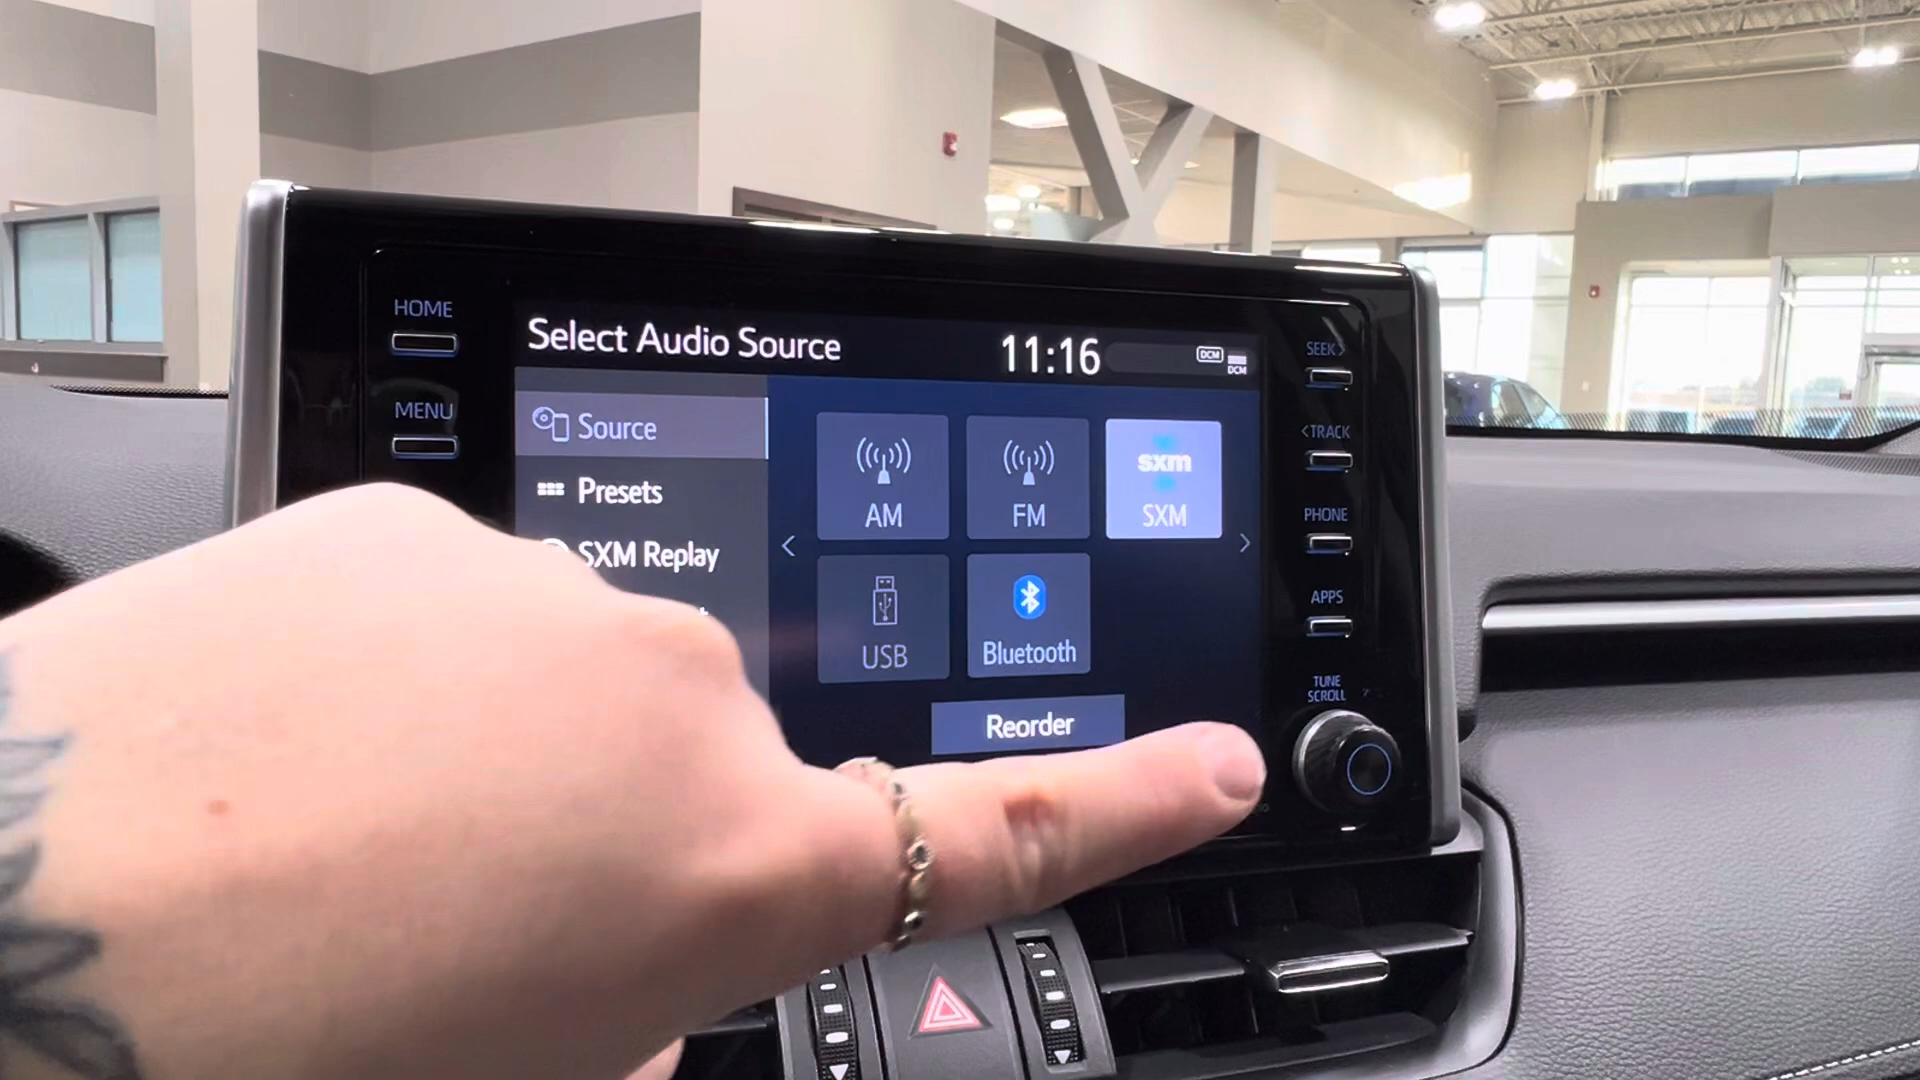 HOME
MENU
Select Audio Source
11:16
DCM
DCM
Source
Presets
SXM Replay
AM
FM
sxm
SXM
USB
Bluetooth
Reorder
SEEK>
<TRACK
PHONE
APPS
TUNE
SCROLL